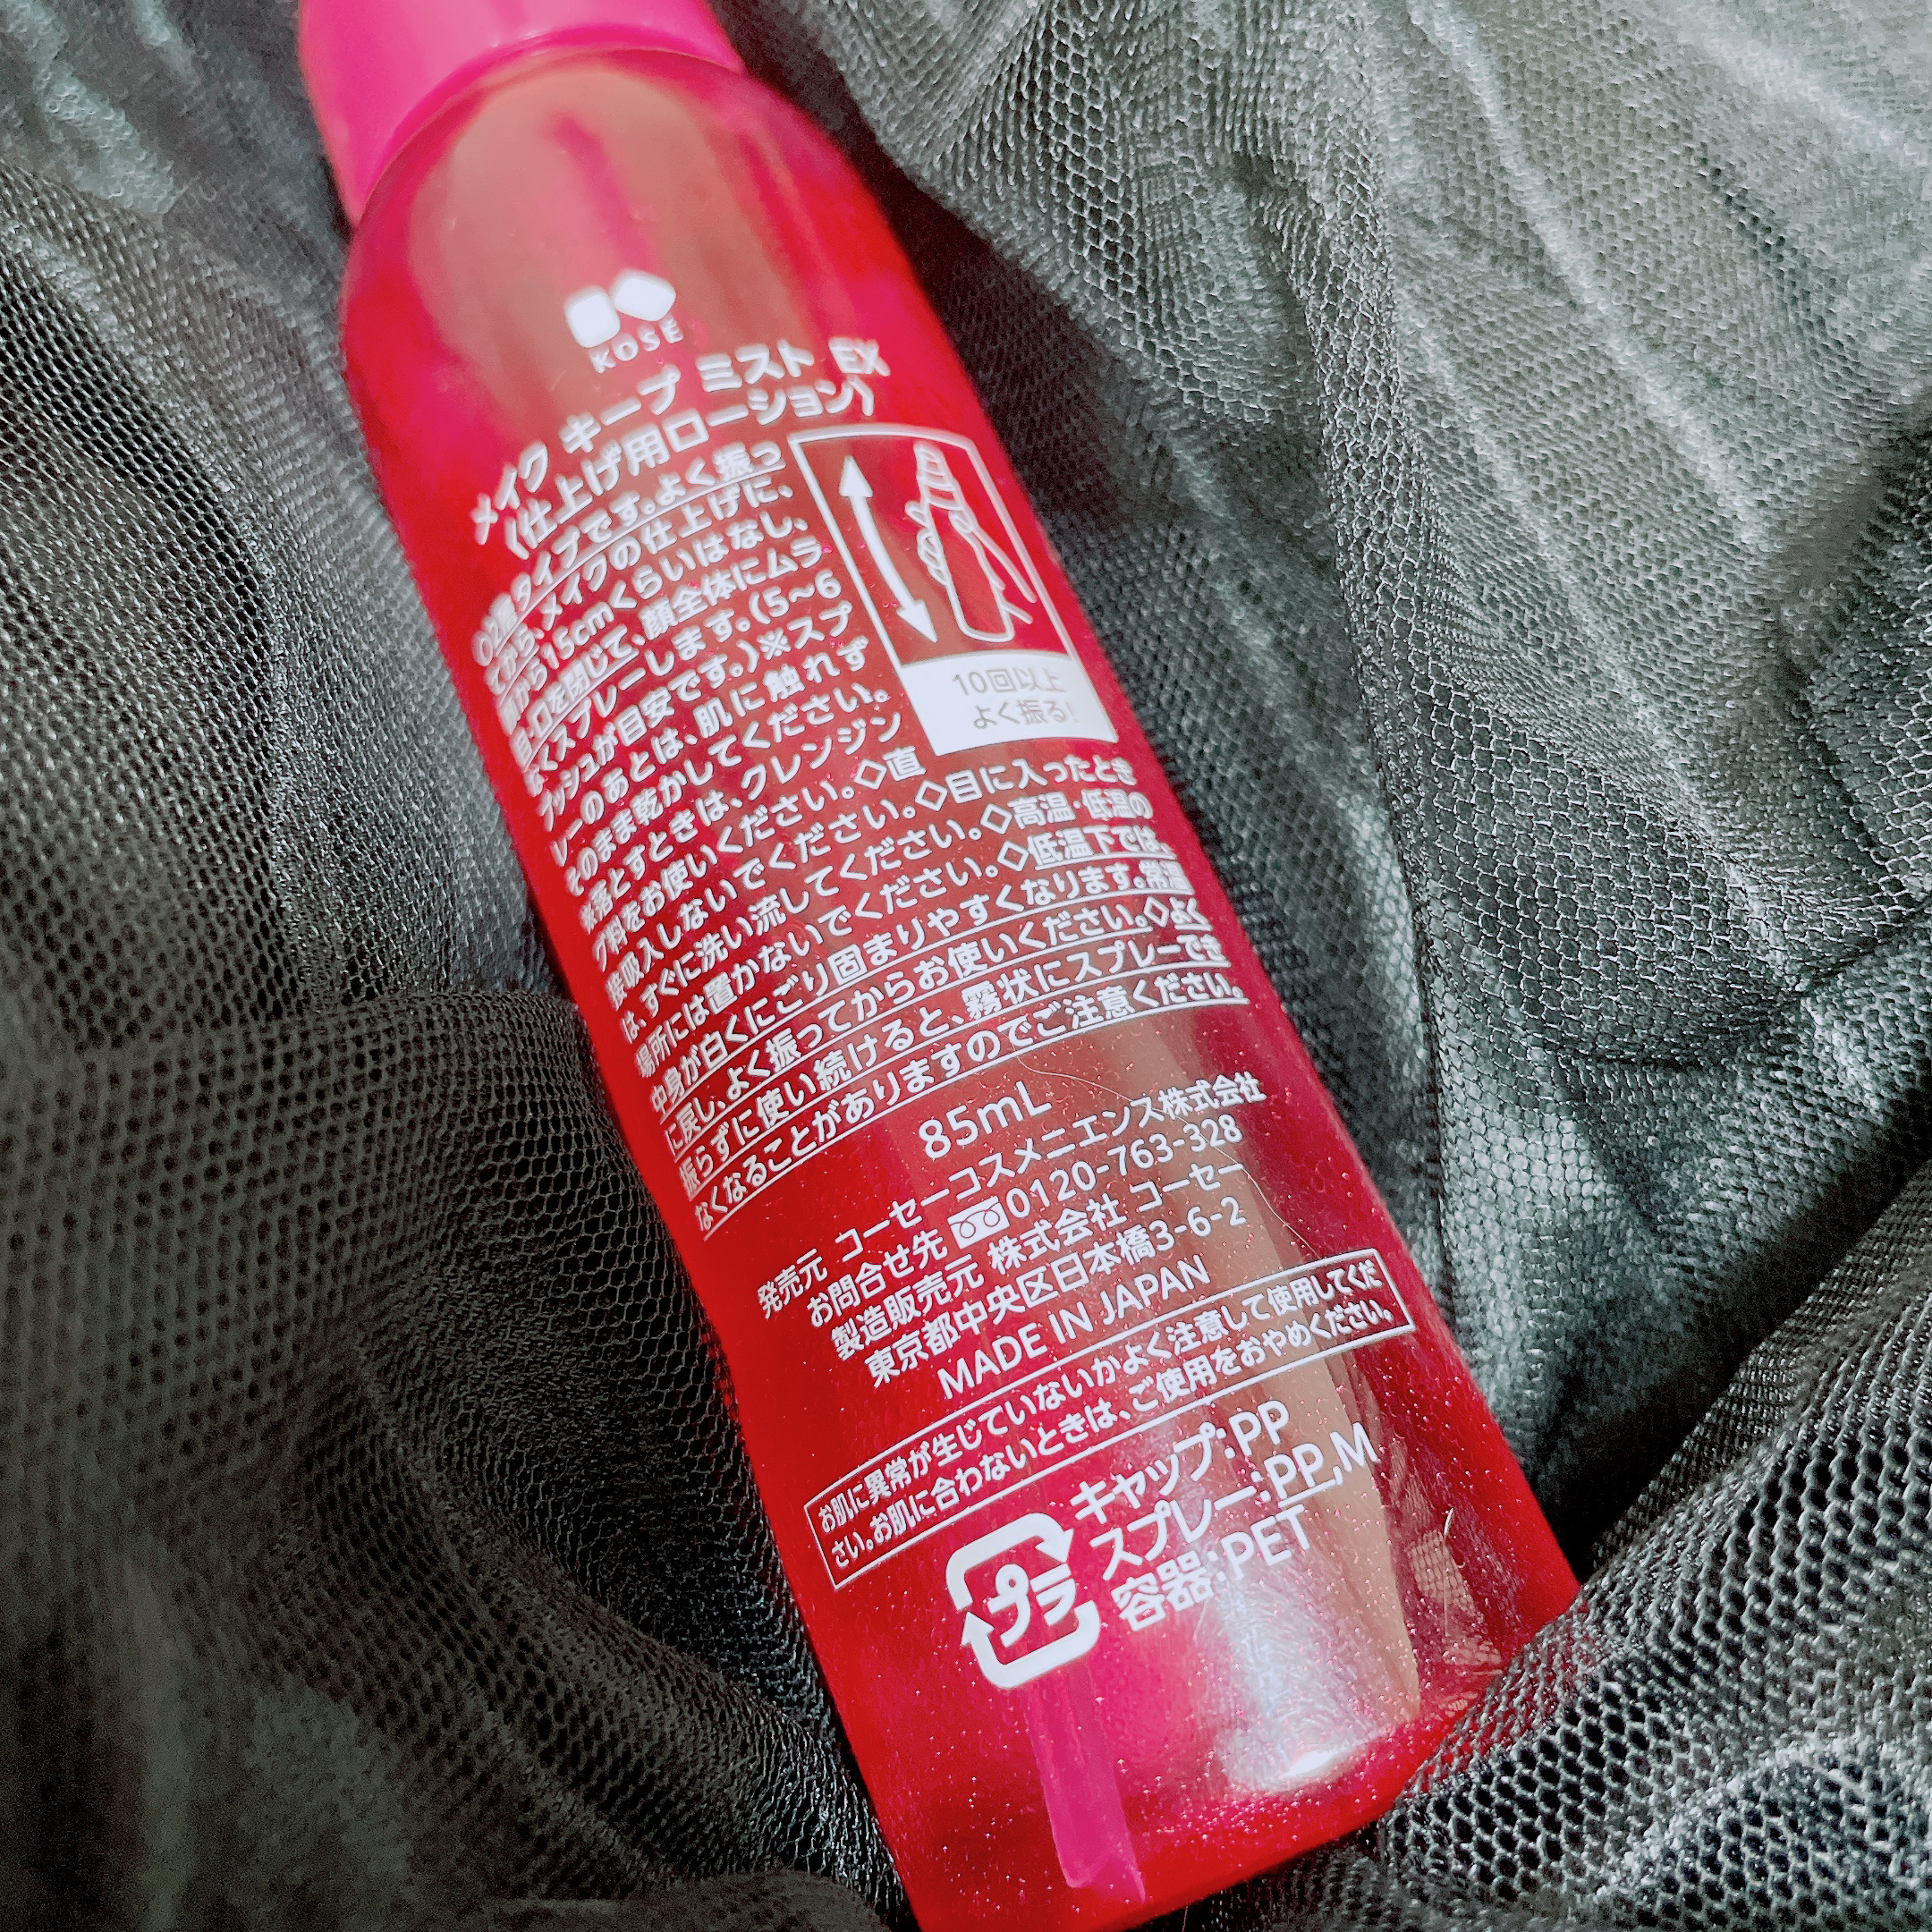 KOSÉ
メイク キープ ミスト EX
(仕上げ用ローション)
○2層タイプです。よく振っ
てから、メイクの仕上げに、
顔から15cmくらいはなし、
目・口を閉じて、顔全体にムラ
なくスプレーします。(5〜6
プッシュが目安です。)※スプ
レーのあとは、肌に触れず
そのまま乾かしてください。
※落とすときは、クレンジン
グ料をお使いください。◇直
接吸入しないでください。◇目に入ったとき
は、すぐに洗い流してください。◇高温・低温の
場所には置かないでください。◇低温下では、
中身が白くにごり固まりやすくなります。常温
に戻し、よく振ってからお使いください。◇よく
振らずに使い続けると、霧状にスプレーでき
なくなることがありますのでご注意ください。
10回以上
よく振る!
85mL
発売元 コーセーコスメニエンス株式会社
お問合せ先 0120-763-328
製造販売元 株式会社 コーセー
東京都中央区日本橋3-6-2
MADE IN JAPAN
お肌に異常が生じていないかよく注意して使用してくだ
さい。お肌に合わないときは、ご使用をおやめください。
プラ
キャップ:PP
スプレー:PP,M
容器:PET